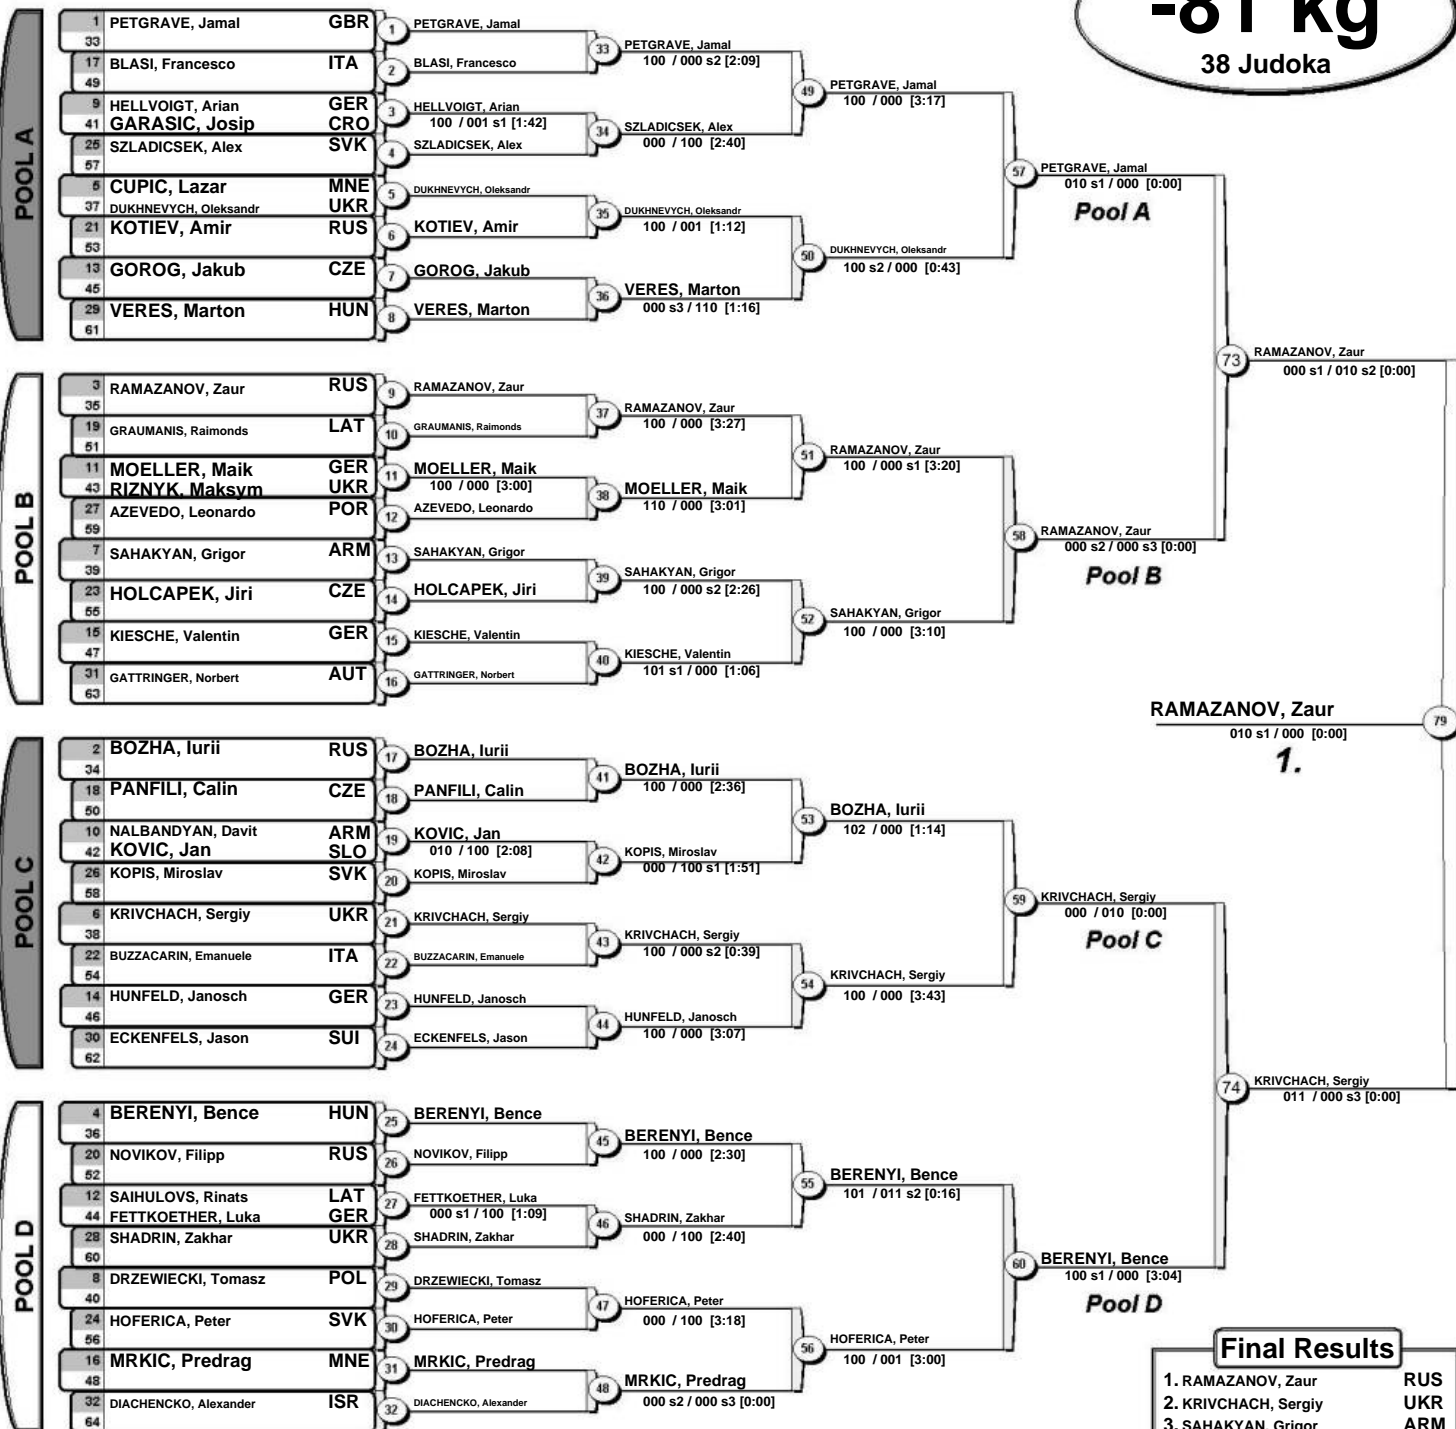 -81 kg
38 Judoka
POOL A
1 PETGRAVE, Jamal GBR
33
17 BLASI, Francesco ITA
49
9 HELLVOIGT, Arian GER
41 GARASIC, Josip CRO
25 SZLADICSEK, Alex SVK
57
5 CUPIC, Lazar MNE
37 DUKHNEVYCH, Oleksandr UKR
21 KOTIEV, Amir RUS
53
13 GOROG, Jakub CZE
45
29 VERES, Marton HUN
61
1 PETGRAVE, Jamal
2 BLASI, Francesco
3 HELLVOIGT, Arian
100 / 001 s1 [1:42]
4 SZLADICSEK, Alex
5 DUKHNEVYCH, Oleksandr
6 KOTIEV, Amir
7 GOROG, Jakub
8 VERES, Marton
33 PETGRAVE, Jamal
100 / 000 s2 [2:09]
34 SZLADICSEK, Alex
000 / 100 [2:40]
35 DUKHNEVYCH, Oleksandr
100 / 001 [1:12]
36 VERES, Marton
000 s3 / 110 [1:16]
49 PETGRAVE, Jamal
100 / 000 [3:17]
50 DUKHNEVYCH, Oleksandr
100 s2 / 000 [0:43]
57 PETGRAVE, Jamal
010 s1 / 000 [0:00]
Pool A
POOL B
3 RAMAZANOV, Zaur RUS
35
19 GRAUMANIS, Raimonds LAT
51
11 MOELLER, Maik GER
43 RIZNYK, Maksym UKR
27 AZEVEDO, Leonardo POR
59
7 SAHAKYAN, Grigor ARM
39
23 HOLCAPEK, Jiri CZE
55
15 KIESCHE, Valentin GER
47
31 GATTRINGER, Norbert AUT
63
9 RAMAZANOV, Zaur
10 GRAUMANIS, Raimonds
11 MOELLER, Maik
100 / 000 [3:00]
12 AZEVEDO, Leonardo
13 SAHAKYAN, Grigor
14 HOLCAPEK, Jiri
15 KIESCHE, Valentin
16 GATTRINGER, Norbert
37 RAMAZANOV, Zaur
100 / 000 [3:27]
38 MOELLER, Maik
110 / 000 [3:01]
39 SAHAKYAN, Grigor
100 / 000 s2 [2:26]
40 KIESCHE, Valentin
101 s1 / 000 [1:06]
51 RAMAZANOV, Zaur
100 / 000 s1 [3:20]
52 SAHAKYAN, Grigor
100 / 000 [3:10]
58 RAMAZANOV, Zaur
000 s2 / 000 s3 [0:00]
Pool B
73 RAMAZANOV, Zaur
000 s1 / 010 s2 [0:00]
RAMAZANOV, Zaur 79
010 s1 / 000 [0:00]
1.
POOL C
2 BOZHA, Iurii RUS
34
18 PANFILI, Calin CZE
50
10 NALBANDYAN, Davit ARM
42 KOVIC, Jan SLO
26 KOPIS, Miroslav SVK
58
6 KRIVCHACH, Sergiy UKR
38
22 BUZZACARIN, Emanuele ITA
54
14 HUNFELD, Janosch GER
46
30 ECKENFELS, Jason SUI
62
17 BOZHA, Iurii
18 PANFILI, Calin
19 KOVIC, Jan
010 / 100 [2:08]
20 KOPIS, Miroslav
21 KRIVCHACH, Sergiy
22 BUZZACARIN, Emanuele
23 HUNFELD, Janosch
24 ECKENFELS, Jason
41 BOZHA, Iurii
100 / 000 [2:36]
42 KOPIS, Miroslav
000 / 100 s1 [1:51]
43 KRIVCHACH, Sergiy
100 / 000 s2 [0:39]
44 HUNFELD, Janosch
100 / 000 [3:07]
53 BOZHA, Iurii
102 / 000 [1:14]
54 KRIVCHACH, Sergiy
100 / 000 [3:43]
59 KRIVCHACH, Sergiy
000 / 010 [0:00]
Pool C
74 KRIVCHACH, Sergiy
011 / 000 s3 [0:00]
POOL D
4 BERENYI, Bence HUN
36
20 NOVIKOV, Filipp RUS
52
12 SAIHULOVS, Rinats LAT
44 FETTKOETHER, Luka GER
28 SHADRIN, Zakhar UKR
60
8 DRZEWIECKI, Tomasz POL
40
24 HOFERICA, Peter SVK
56
16 MRKIC, Predrag MNE
48
32 DIACHENCKO, Alexander ISR
64
25 BERENYI, Bence
26 NOVIKOV, Filipp
27 FETTKOETHER, Luka
000 s1 / 100 [1:09]
28 SHADRIN, Zakhar
29 DRZEWIECKI, Tomasz
30 HOFERICA, Peter
31 MRKIC, Predrag
32 DIACHENCKO, Alexander
45 BERENYI, Bence
100 / 000 [2:30]
46 SHADRIN, Zakhar
000 / 100 [2:40]
47 HOFERICA, Peter
000 / 100 [3:18]
48 MRKIC, Predrag
000 s2 / 000 s3 [0:00]
55 BERENYI, Bence
101 / 011 s2 [0:16]
56 HOFERICA, Peter
100 / 001 [3:00]
60 BERENYI, Bence
100 s1 / 000 [3:04]
Pool D
Final Results
1. RAMAZANOV, Zaur RUS
2. KRIVCHACH, Sergiy UKR
3. SAHAKYAN, Grigor ARM